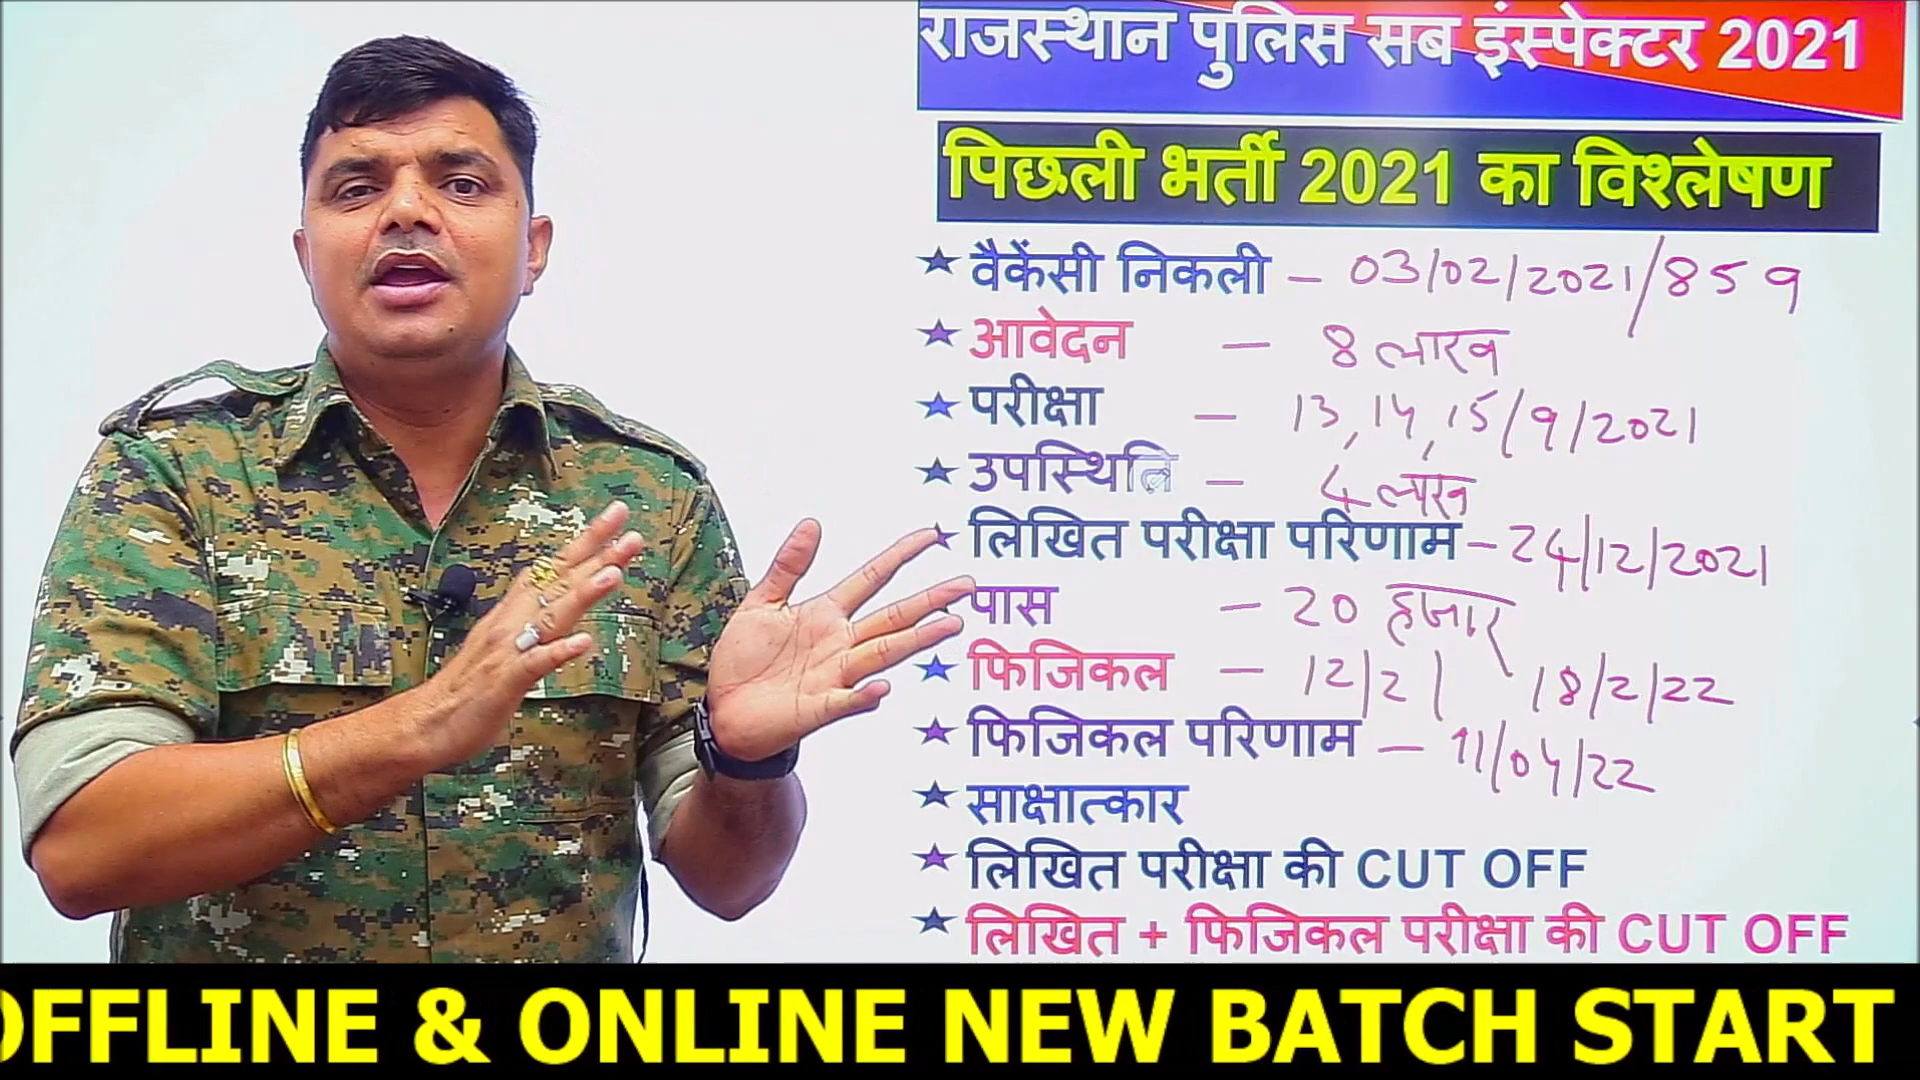 राजस्थान पुलिस सब इंस्पेक्टर 2021
पिछली भर्ती 2021 का विश्लेषण
वैकेंसी निकली – 03/02/2021/859
आवेदन – 8 लाख
परीक्षा – 13, 14, 15/9/2021
उपस्थिति – 4 लाख
लिखित परीक्षा परिणाम – 24/12/2021
पास – 20 हजार
फिजिकल – 12/2/ 18/2/22
फिजिकल परिणाम – 11/04/22
साक्षात्कार
लिखित परीक्षा की CUT OFF
लिखित + फिजिकल परीक्षा की CUT OFF
OFFLINE & ONLINE NEW BATCH START